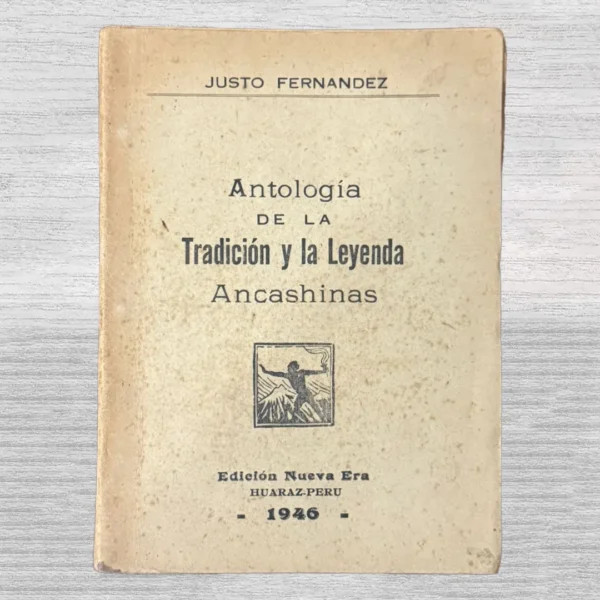 JUSTO FERNANDEZ
Antología
DE LA
Tradición y la Leyenda
Ancashinas
Edición Nueva Era
HUARAZ-PERU
- 1946 -